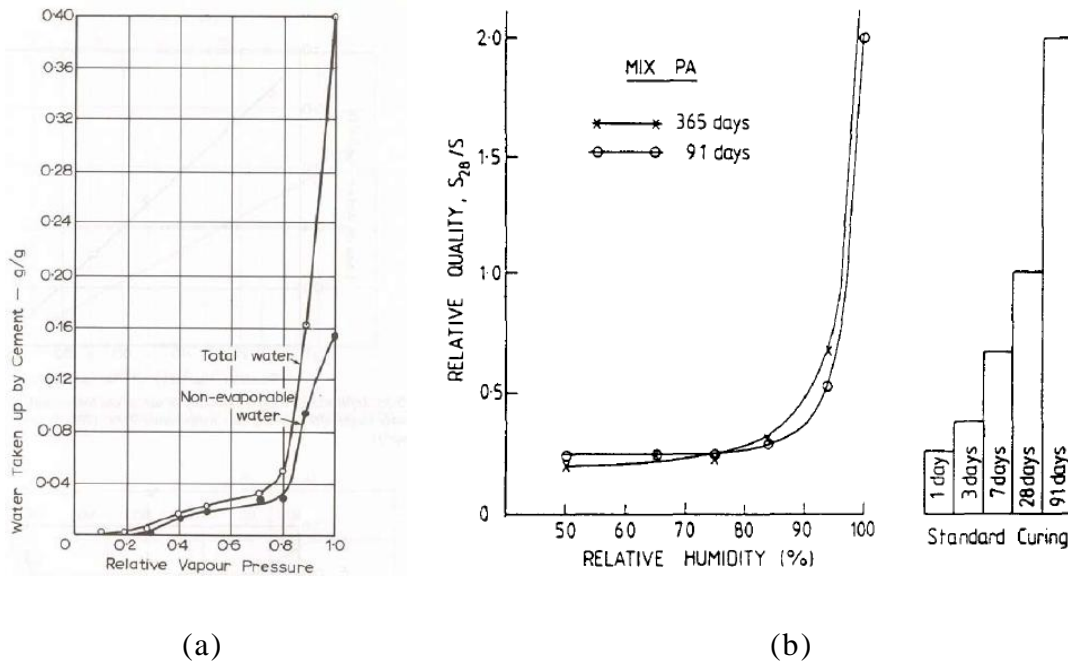 0·40
0·36
0·32
0·28
0·24
0·20
0·16
0·12
0·08
0·04
0
0·2
0·4
0·6
0·8
1·0
Water Taken up by Cement — g/g
Relative Vapour Pressure
Total water
Non-evaporable
water
(a)
2·0
1·5
1·0
0·5
0
RELATIVE QUALITY, S28/S
MIX PA
365 days
91 days
50
60
70
80
90
100
RELATIVE HUMIDITY (%)
1 day
3 days
7 days
28 days
91 days
Standard Curing
(b)